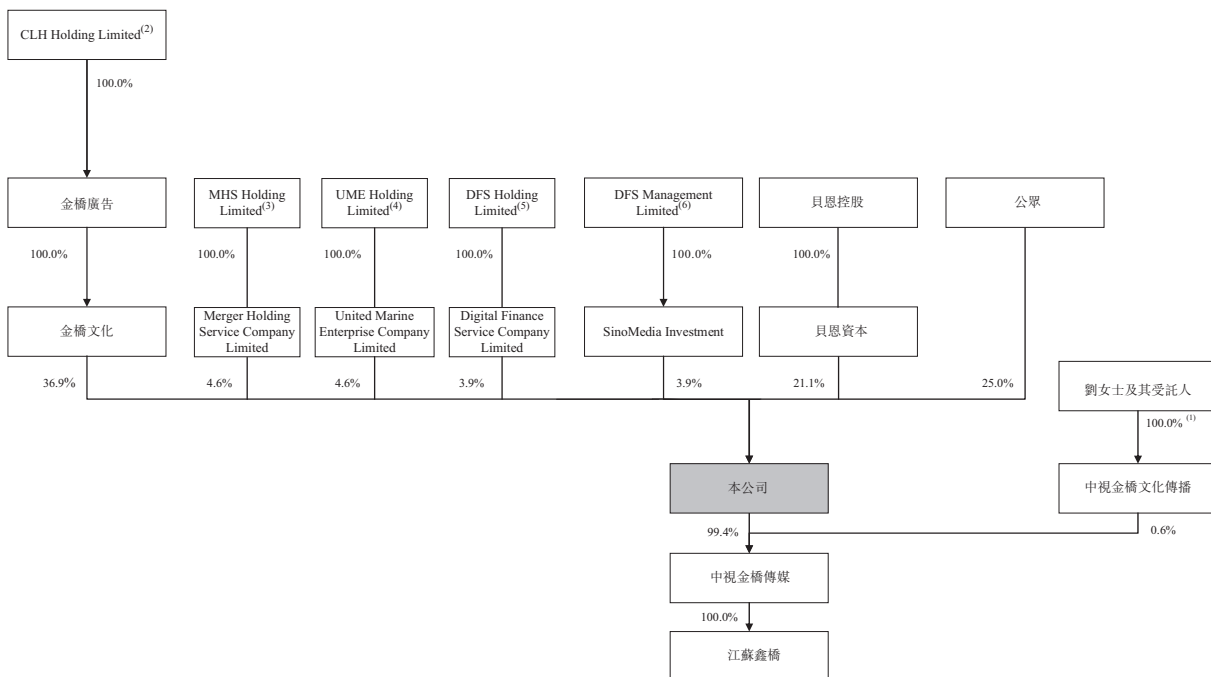 CLH Holding Limited(2)
100.0%
金橋廣告
MHS Holding
Limited(3)
UME Holding
Limited(4)
DFS Holding
Limited(5)
DFS Management
Limited(6)
貝恩控股
公眾
100.0%
100.0%
100.0%
100.0%
100.0%
100.0%
金橋文化
Merger Holding
Service Company
Limited
United Marine
Enterprise Company
Limited
Digital Finance
Service Company
Limited
SinoMedia Investment
貝恩資本
36.9%
4.6%
4.6%
3.9%
3.9%
21.1%
25.0%
劉女士及其受託人
100.0% (1)
本公司
中視金橋文化傳播
99.4%
0.6%
中視金橋傳媒
100.0%
江蘇鑫橋